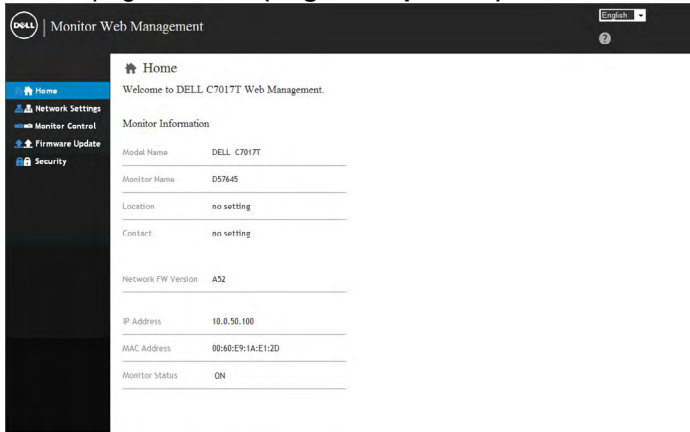 DELL | Monitor Web Management
English
?
Home
Network Settings
Monitor Control
Firmware Update
Security
Home
Welcome to DELL C7017T Web Management.
Monitor Information
Model Name DELL C7017T
Monitor Name D57645
Location no setting
Contact no setting
Network FW Version A52
IP Address 10.0.50.100
MAC Address 00:60:E9:1A:E1:2D
Monitor Status ON